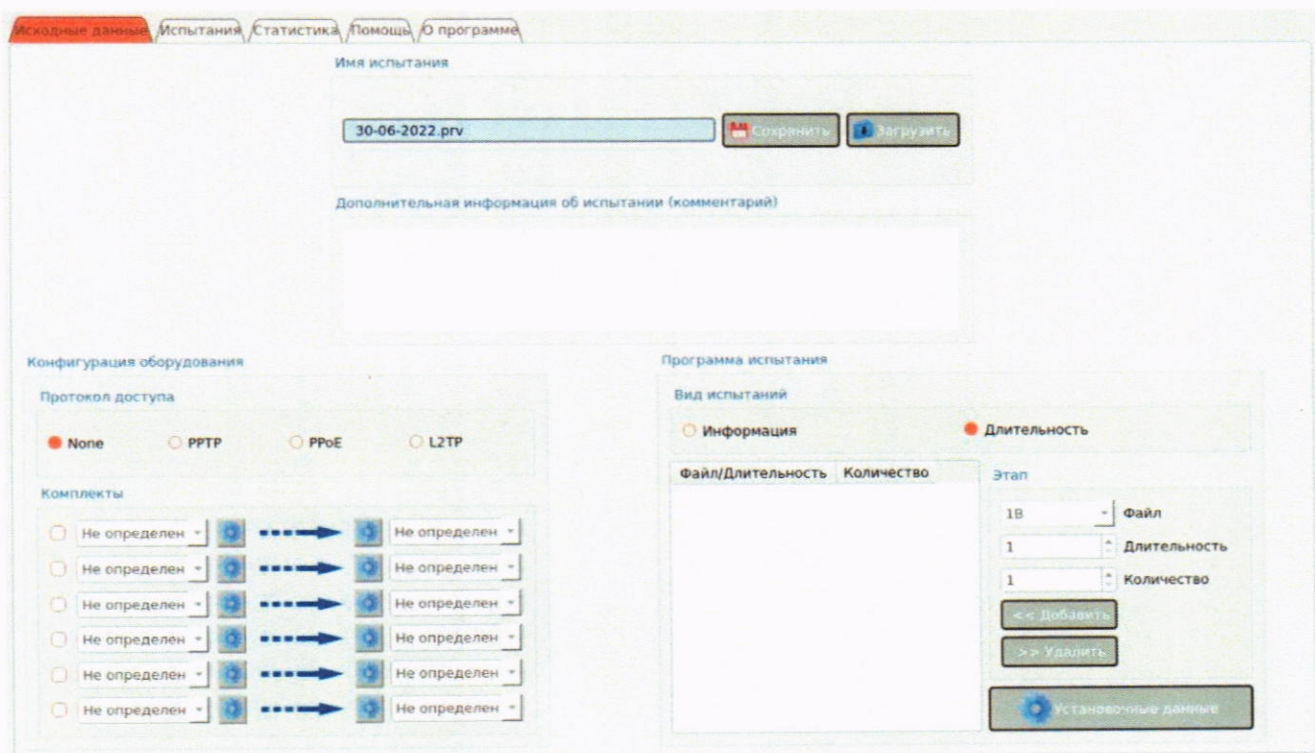 Исходные данные Испытания Статистика Помощь О программе
Имя испытания
30-06-2022.prv Сохранить Загрузить
Дополнительная информация об испытании (комментарий)
Конфигурация оборудования
Протокол доступа
None PPTP PPoE L2TP
Комплекты
Не определен Не определен
Не определен Не определен
Не определен Не определен
Не определен Не определен
Не определен Не определен
Не определен Не определен
Программа испытания
Вид испытаний
Информация Длительность
Файл/Длительность Количество
Этап
1B Файл
1 Длительность
1 Количество
<< Добавить
>> Удалить
Установочные данные